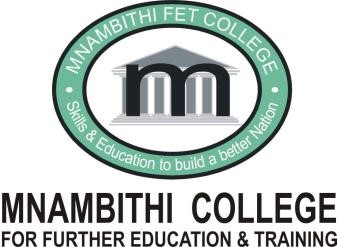 MNAMBITHI FET COLLEGE
m
• Skills & Education to build a better Nation •
MNAMBITHI COLLEGE
FOR FURTHER EDUCATION & TRAINING